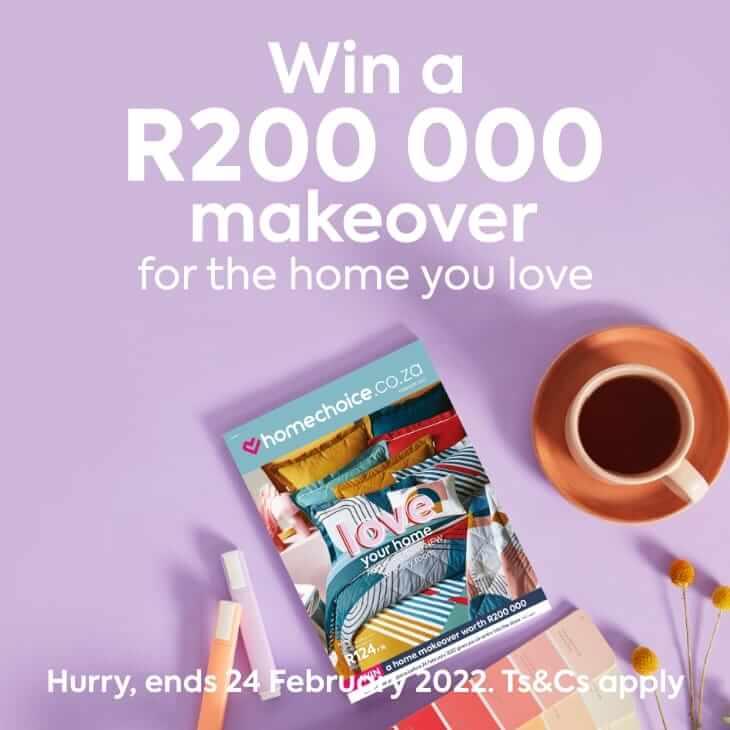 Win a
R200 000
makeover
for the home you love
homechoice.co.za
love
your home
R124
WIN a home makeover worth R200 000
Hurry, ends 24 February 2022. Ts&Cs apply